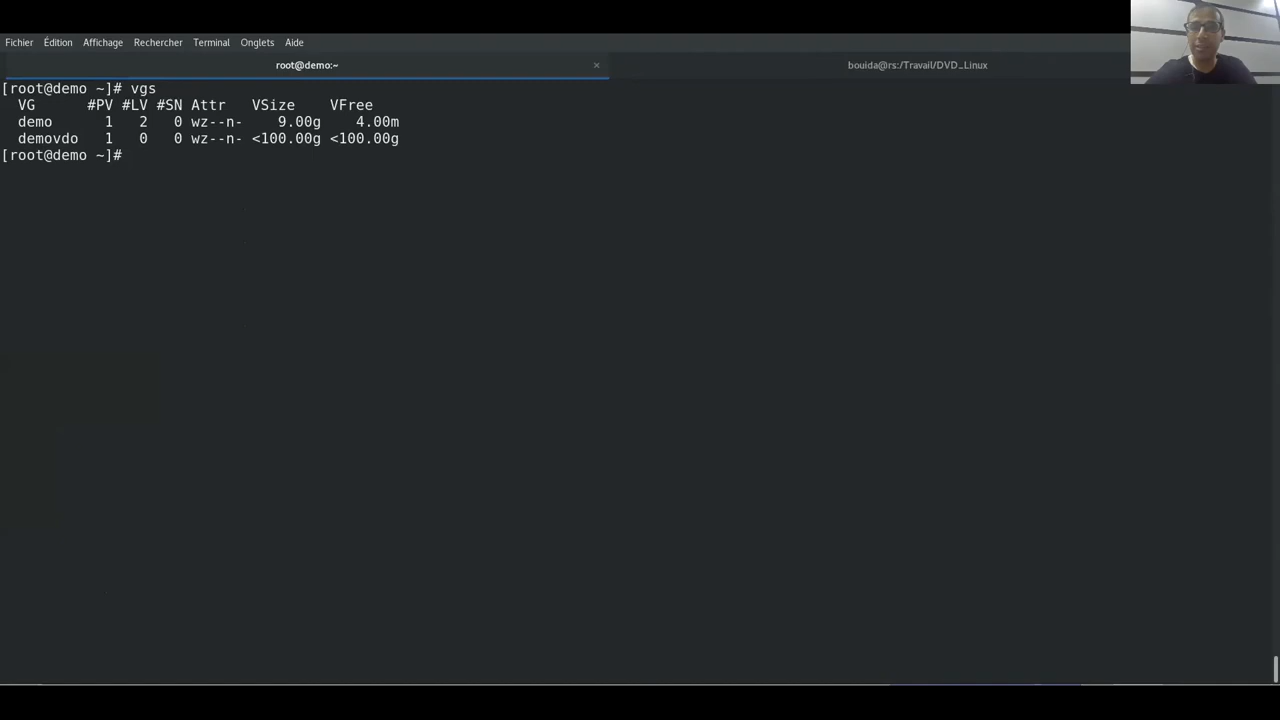 Fichier Édition Affichage Rechercher Terminal Onglets Aide
root@demo:~ × bouida@rs:/Travail/DVD_Linux
[root@demo ~]# vgs
VG #PV #LV #SN Attr VSize VFree
demo 1 2 0 wz--n- 9.00g 4.00m
demovdo 1 0 0 wz--n- <100.00g <100.00g
[root@demo ~]#